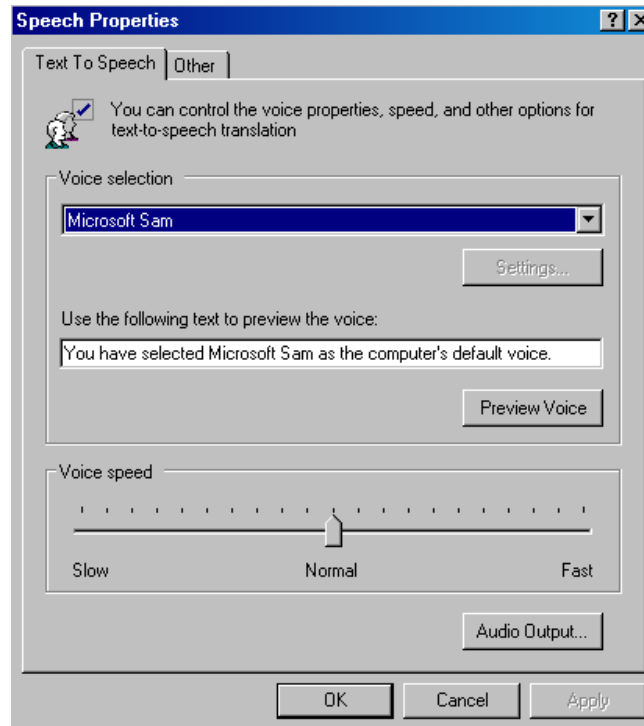 Speech Properties
Text To Speech
Other
You can control the voice properties, speed, and other options for
text-to-speech translation
Voice selection
Microsoft Sam
Settings...
Use the following text to preview the voice:
You have selected Microsoft Sam as the computer's default voice.
Preview Voice
Voice speed
Slow Normal Fast
Audio Output...
OK Cancel Apply